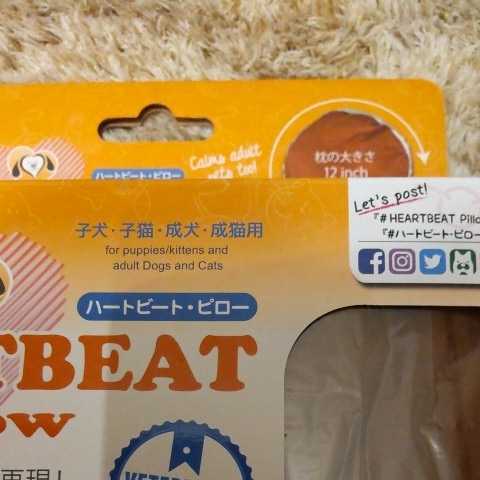 Calms adult
pets too!
枕の大きさ
12 inch
ハートビート・ピロー
Let's post!
『# HEARTBEAT Pillo
『#ハートビート・ピロー
子犬・子猫・成犬・成猫用
for puppies/kittens and
adult Dogs and Cats
ハートビート・ピロー
TBEAT
ow
再現!